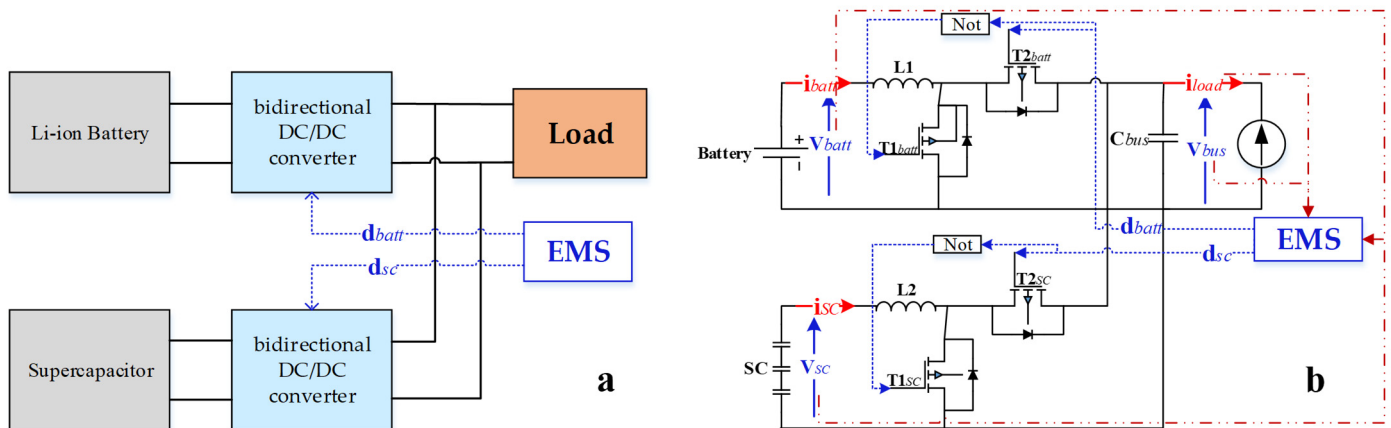 Li-ion Battery
bidirectional
DC/DC
converter
Load
dbatt
EMS
dsc
Supercapacitor
bidirectional
DC/DC
converter
a
Not
T2batt
L1
ibatt
iload
Vbatt
T1batt
Battery
+
-
Cbus
Vbus
dbatt
EMS
Not
dsc
T2SC
L2
iSC
SC
VSC
T1SC
b